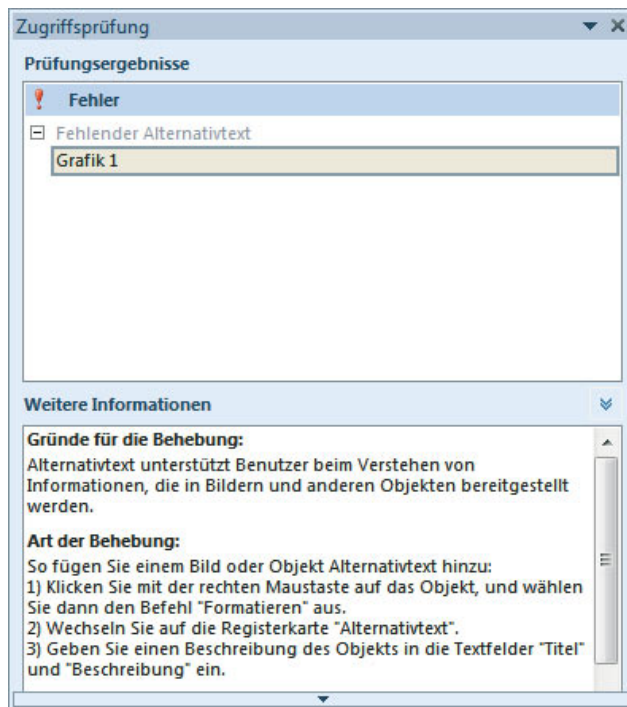 Zugriffsprüfung
Prüfungsergebnisse
Fehler
Fehlender Alternativtext
Grafik 1
Weitere Informationen
Gründe für die Behebung:
Alternativtext unterstützt Benutzer beim Verstehen von
Informationen, die in Bildern und anderen Objekten bereitgestellt
werden.
Art der Behebung:
So fügen Sie einem Bild oder Objekt Alternativtext hinzu:
1) Klicken Sie mit der rechten Maustaste auf das Objekt, und wählen
Sie dann den Befehl "Formatieren" aus.
2) Wechseln Sie auf die Registerkarte "Alternativtext".
3) Geben Sie einen Beschreibung des Objekts in die Textfelder "Titel"
und "Beschreibung" ein.